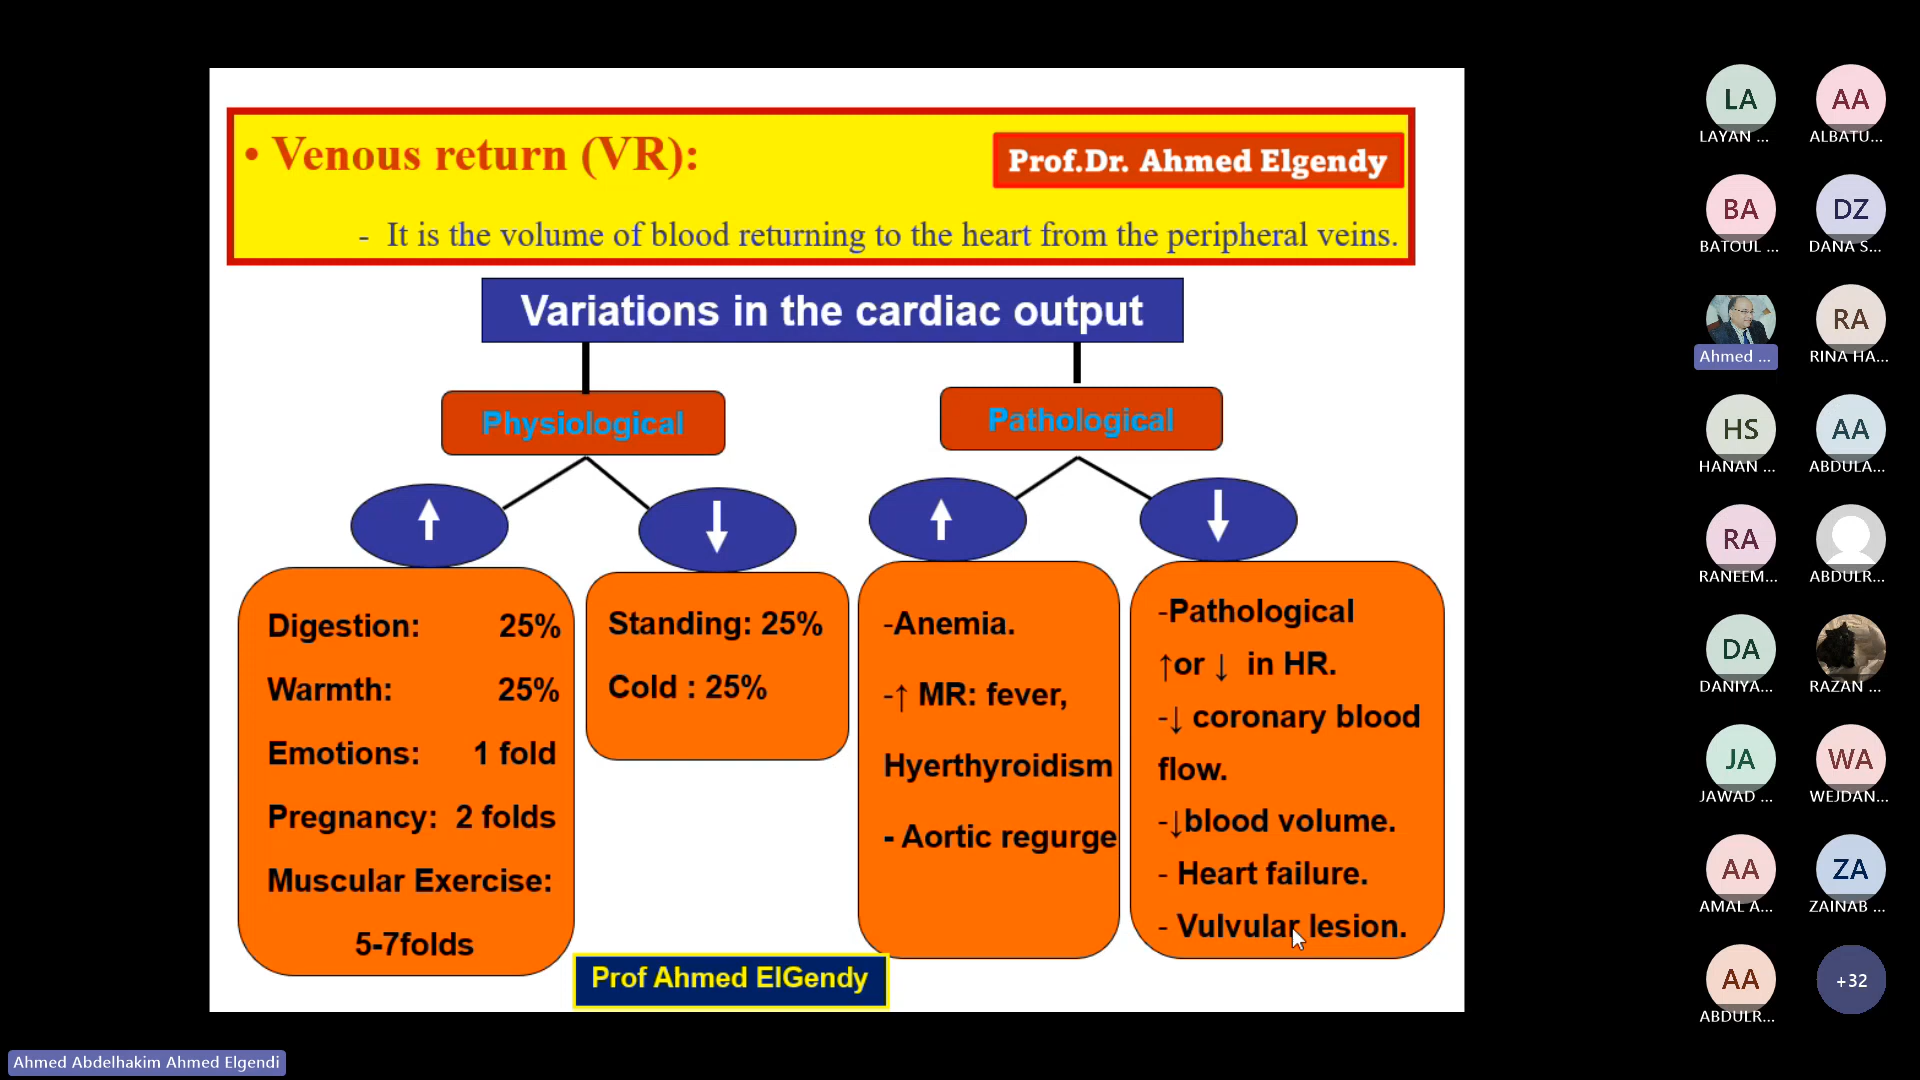 • Venous return (VR):
Prof.Dr. Ahmed Elgendy
- It is the volume of blood returning to the heart from the peripheral veins.
Variations in the cardiac output
Physiological
Pathological
↑
↓
↑
↓
Digestion: 25%
Warmth: 25%
Emotions: 1 fold
Pregnancy: 2 folds
Muscular Exercise:
5-7folds
Standing: 25%
Cold : 25%
-Anemia.
-↑ MR: fever,
Hyerthyroidism
- Aortic regurge
-Pathological
↑or ↓ in HR.
-↓ coronary blood
flow.
-↓blood volume.
- Heart failure.
- Vulvular lesion.
Prof Ahmed ElGendy
LA
LAYAN ...
AA
ALBATU...
BA
BATOUL ...
DZ
DANA S...
Ahmed ...
RA
RINA HA...
HS
HANAN ...
AA
ABDULA...
RA
RANEEM...
ABDULR...
DA
DANIYA...
RAZAN ...
JA
JAWAD ...
WA
WEJDAN...
AA
AMAL A...
ZA
ZAINAB ...
AA
ABDULR...
+32
Ahmed Abdelhakim Ahmed Elgendi